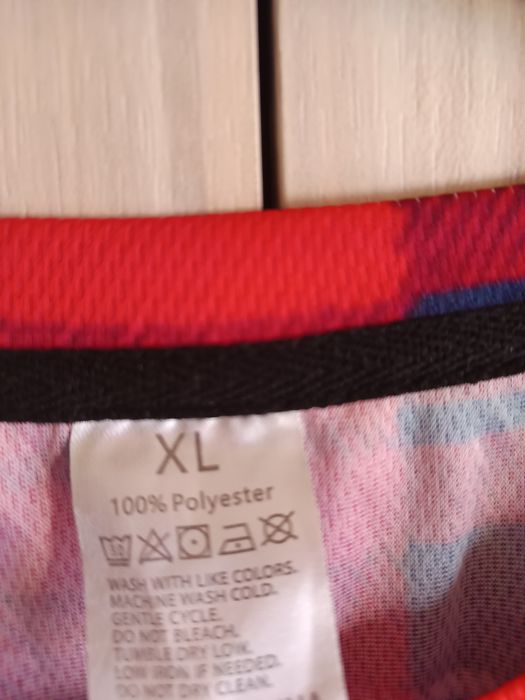 XL
100% Polyester
30
WASH WITH LIKE COLORS.
MACHINE WASH COLD.
GENTLE CYCLE.
DO NOT BLEACH.
TUMBLE DRY LOW.
LOW IRON IF NEEDED.
DO NOT DRY CLEAN.